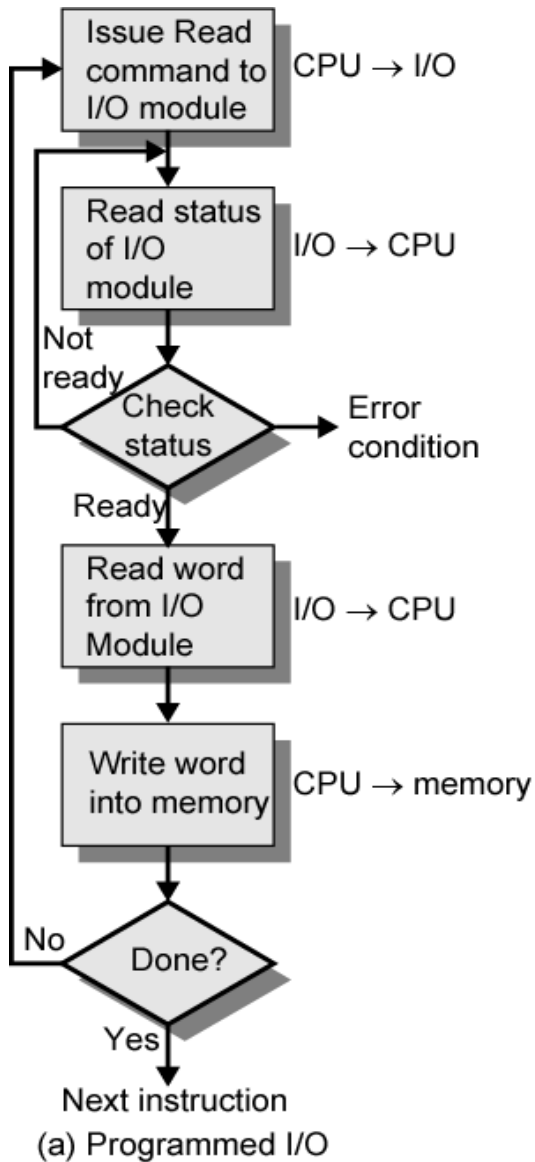 Issue Read
command to
I/O module
CPU → I/O
Read status
of I/O
module
I/O → CPU
Not
ready
Check
status
Error
condition
Ready
Read word
from I/O
Module
I/O → CPU
Write word
into memory
CPU → memory
No
Done?
Yes
Next instruction
(a) Programmed I/O